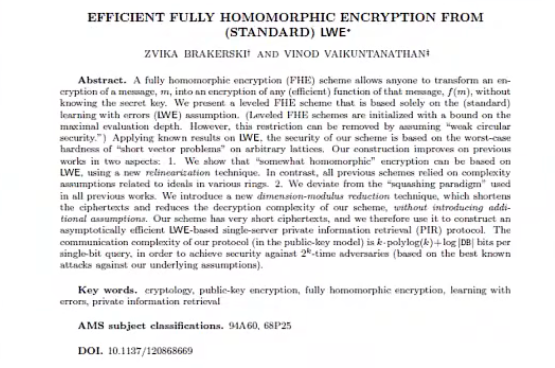 EFFICIENT FULLY HOMOMORPHIC ENCRYPTION FROM
(STANDARD) LWE*
ZVIKA BRAKERSKI† AND VINOD VAIKUNTANATHAN‡
Abstract. A fully homomorphic encryption (FHE) scheme allows anyone to transform an en-
cryption of a message, m, into an encryption of any (efficient) function of that message, f(m), without
knowing the secret key. We present a leveled FHE scheme that is based solely on the (standard)
learning with errors (LWE) assumption. (Leveled FHE schemes are initialized with a bound on the
maximal evaluation depth. However, this restriction can be removed by assuming “weak circular
security.”) Applying known results on LWE, the security of our scheme is based on the worst-case
hardness of “short vector problems” on arbitrary lattices. Our construction improves on previous
works in two aspects: 1. We show that “somewhat homomorphic” encryption can be based on
LWE, using a new relinearization technique. In contrast, all previous schemes relied on complexity
assumptions related to ideals in various rings. 2. We deviate from the “squashing paradigm” used
in all previous works. We introduce a new dimension-modulus reduction technique, which shortens
the ciphertexts and reduces the decryption complexity of our scheme, without introducing addi-
tional assumptions. Our scheme has very short ciphertexts, and we therefore use it to construct an
asymptotically efficient LWE-based single-server private information retrieval (PIR) protocol. The
communication complexity of our protocol (in the public-key model) is k·polylog(k)+log|DB| bits per
single-bit query, in order to achieve security against 2ᵏ-time adversaries (based on the best known
attacks against our underlying assumptions).
Key words. cryptology, public-key encryption, fully homomorphic encryption, learning with
errors, private information retrieval
AMS subject classifications. 94A60, 68P25
DOI. 10.1137/120868669